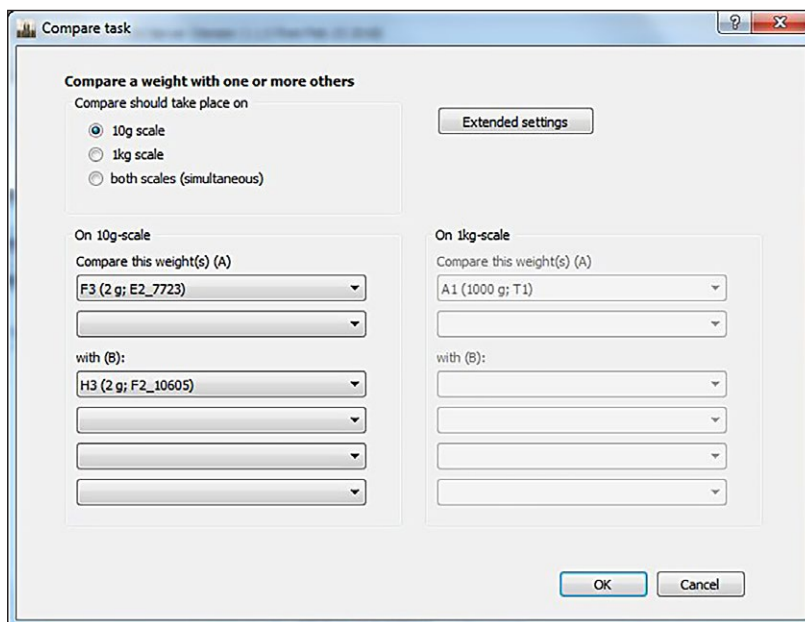 Compare task
Compare a weight with one or more others
Compare should take place on
10g scale
1kg scale
both scales (simultaneous)
Extended settings
On 10g-scale
Compare this weight(s) (A)
F3 (2 g; E2_7723)
with (B):
H3 (2 g; F2_10605)
On 1kg-scale
Compare this weight(s) (A)
A1 (1000 g; T1)
with (B):
OK
Cancel